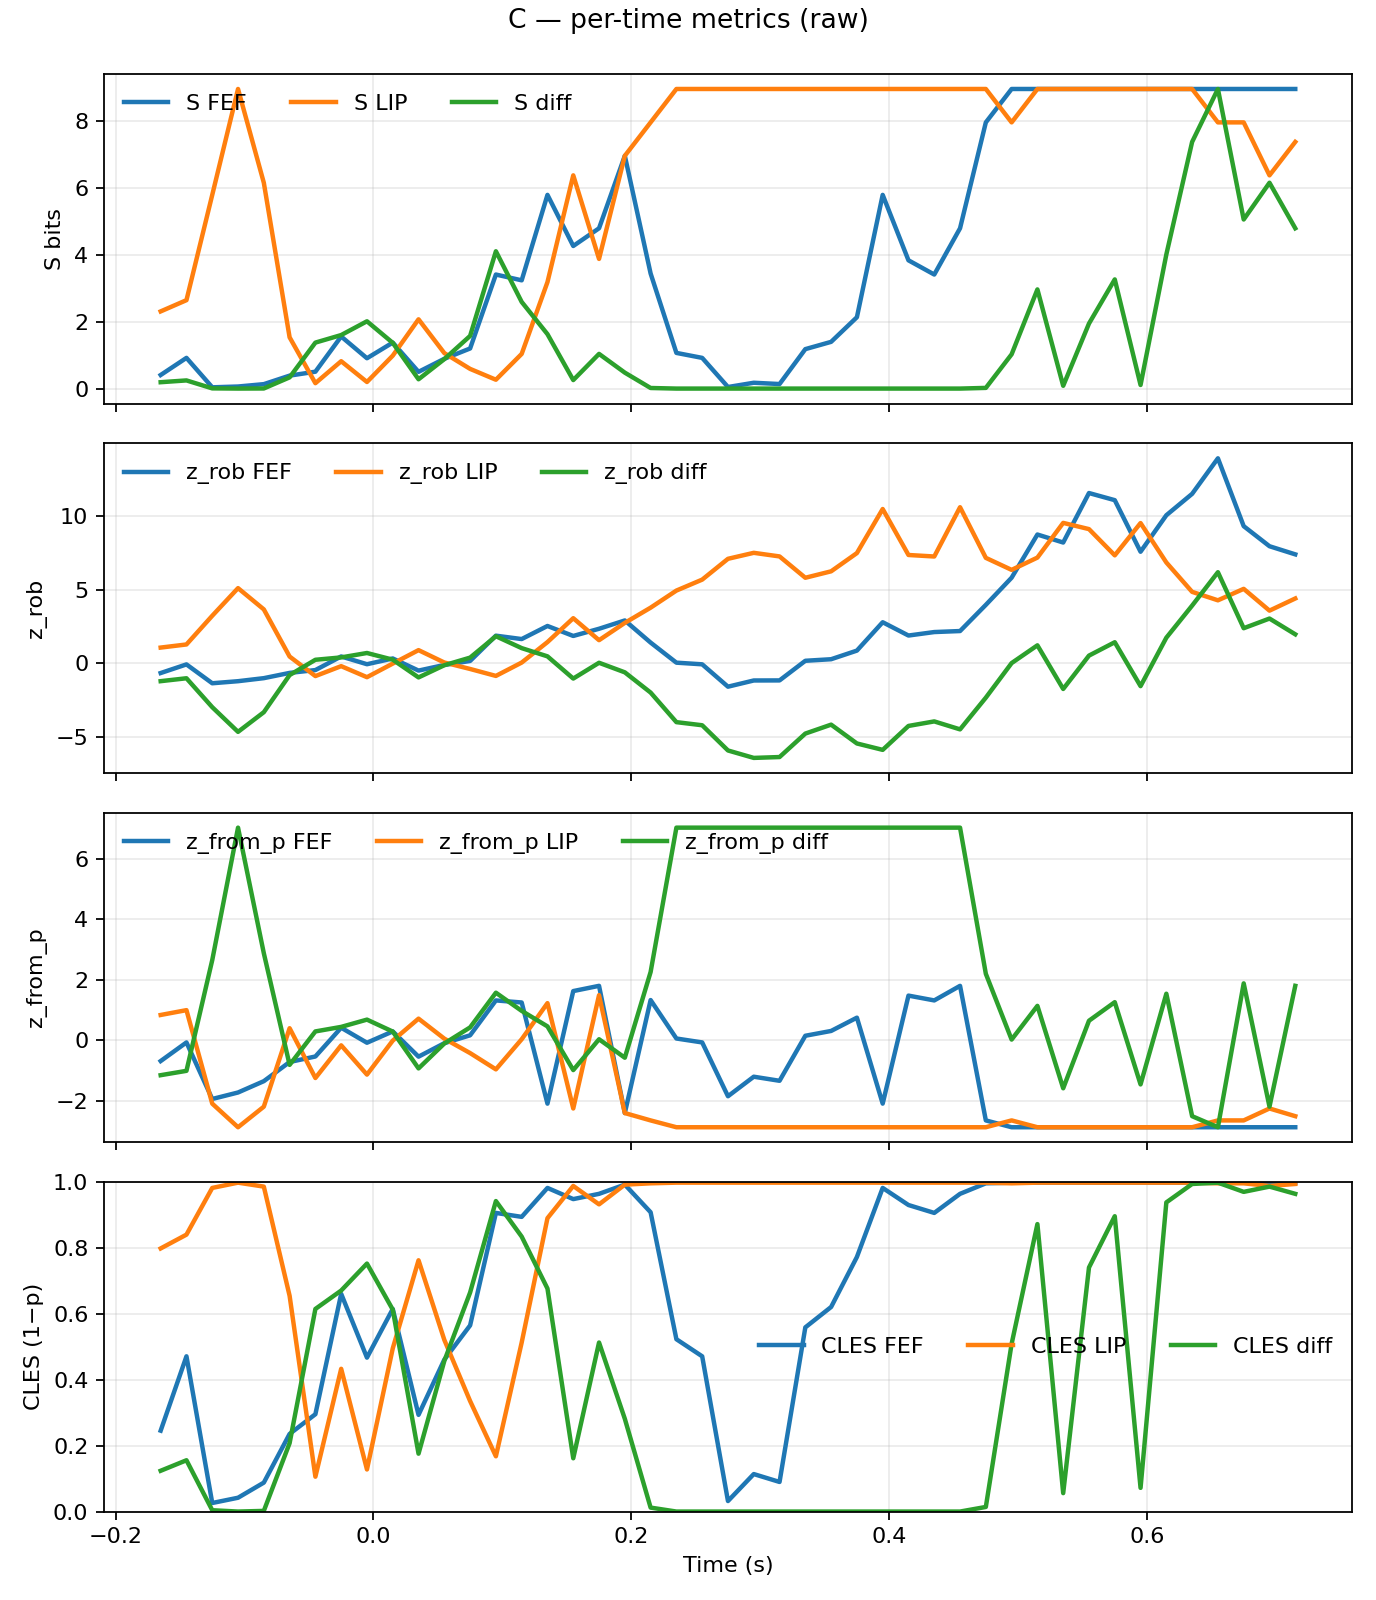 C — per-time metrics (raw)
S FEF S LIP S diff
S bits
8
6
4
2
0
z_rob FEF z_rob LIP z_rob diff
z_rob
10
5
0
−5
z_from_p FEF z_from_p LIP z_from_p diff
z_from_p
6
4
2
0
−2
CLES (1−p)
1.0
0.8
0.6
0.4
0.2
0.0
CLES FEF CLES LIP CLES diff
−0.2 0.0 0.2 0.4 0.6
Time (s)